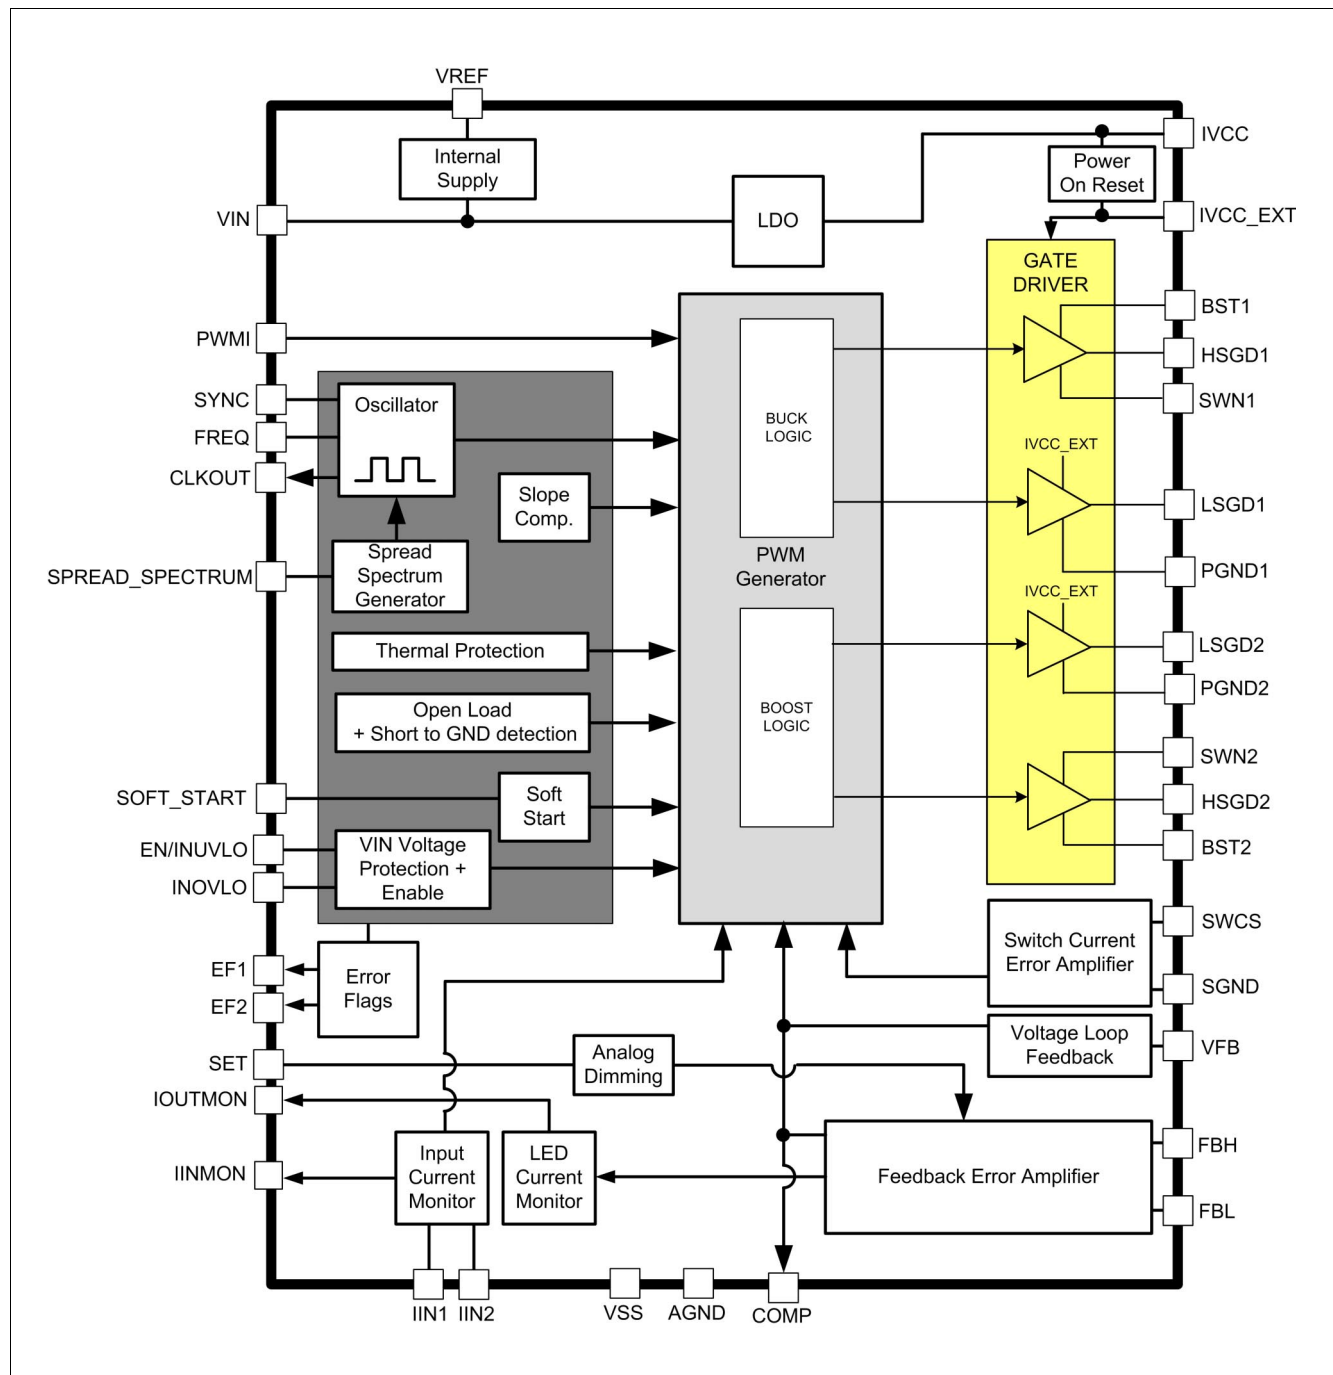 VREF
IVCC
Internal
Supply
Power
On Reset
VIN
LDO
IVCC_EXT
GATE
DRIVER
BST1
PWMI
HSGD1
SYNC
Oscillator
SWN1
FREQ
BUCK
LOGIC
IVCC_EXT
CLKOUT
Slope
Comp.
LSGD1
Spread
Spectrum
Generator
SPREAD_SPECTRUM
PWM
Generator
PGND1
IVCC_EXT
Thermal Protection
LSGD2
PGND2
Open Load
+ Short to GND detection
BOOST
LOGIC
SWN2
SOFT_START
Soft
Start
HSGD2
EN/INUVLO
VIN Voltage
Protection +
Enable
BST2
INOVLO
SWCS
Switch Current
Error Amplifier
EF1
Error
Flags
SGND
EF2
Voltage Loop
Feedback
VFB
SET
Analog
Dimming
IOUTMON
Input
Current
Monitor
LED
Current
Monitor
FBH
IINMON
Feedback Error Amplifier
FBL
IIN1
IIN2
VSS
AGND
COMP